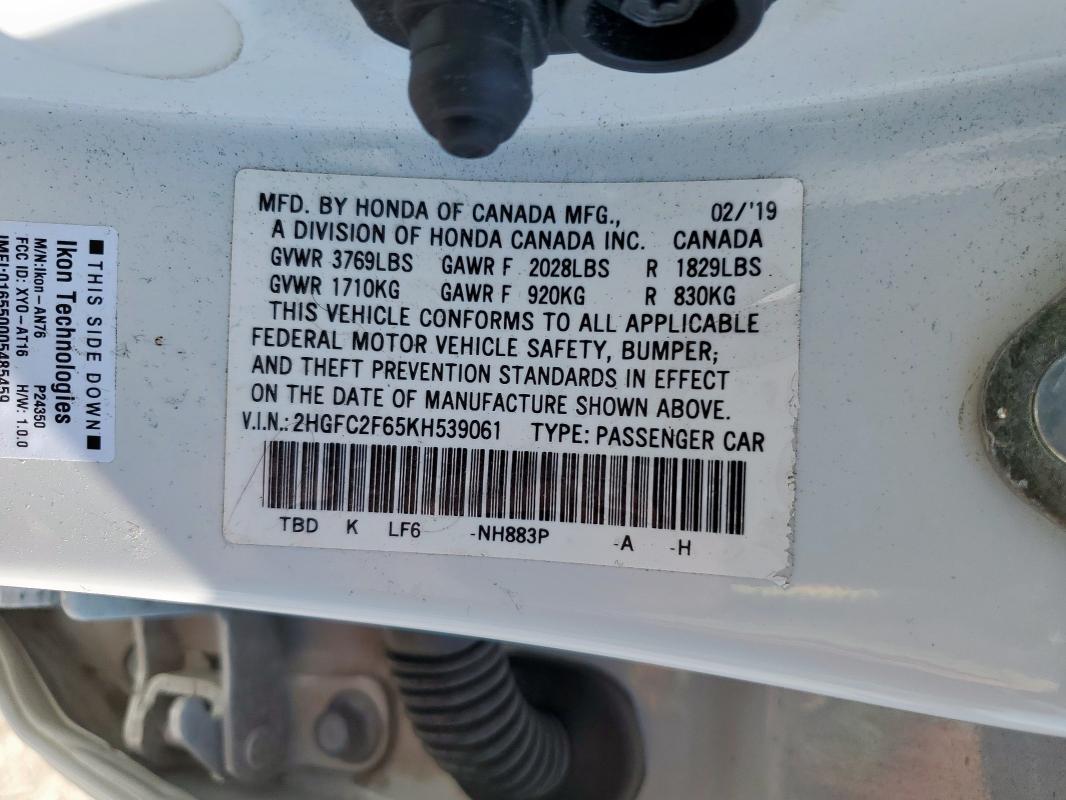 MFD. BY HONDA OF CANADA MFG., 02/'19
A DIVISION OF HONDA CANADA INC. CANADA
GVWR 3769LBS GAWR F 2028LBS R 1829LBS
GVWR 1710KG GAWR F 920KG R 830KG
THIS VEHICLE CONFORMS TO ALL APPLICABLE
FEDERAL MOTOR VEHICLE SAFETY, BUMPER;
AND THEFT PREVENTION STANDARDS IN EFFECT
ON THE DATE OF MANUFACTURE SHOWN ABOVE.
V.I.N.: 2HGFC2F65KH539061 TYPE: PASSENGER CAR
TBD K LF6 -NH883P -A -H
■ THIS SIDE DOWN ■
Ikon Technologies
M/N: Ikon-AN76 P24350
FCC ID: XYO-AT16 H/W: 1.0.0
IMEI:016550005485459